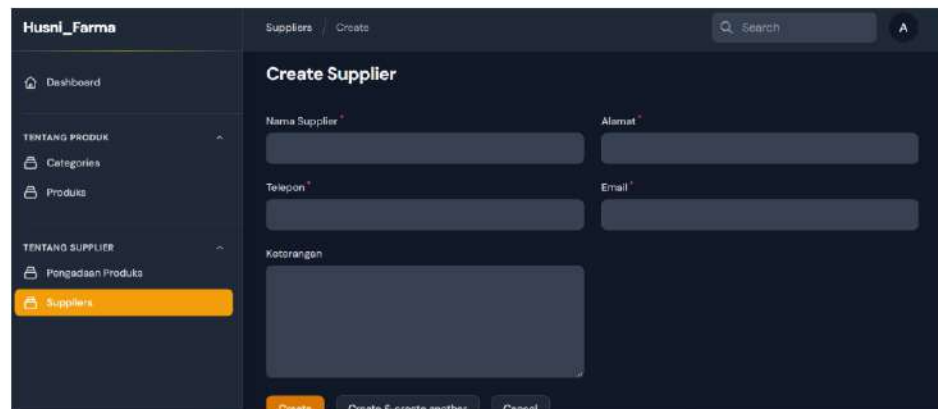 Husni_Farma
Suppliers / Create
Search
A
Dashboard
Create Supplier
Nama Supplier*
Alamat*
TENTANG PRODUK
Categories
Produks
Telepon*
Email*
TENTANG SUPPLIER
Keterangan
Pengadaan Produks
Suppliers
Create
Create & create another
Cancel